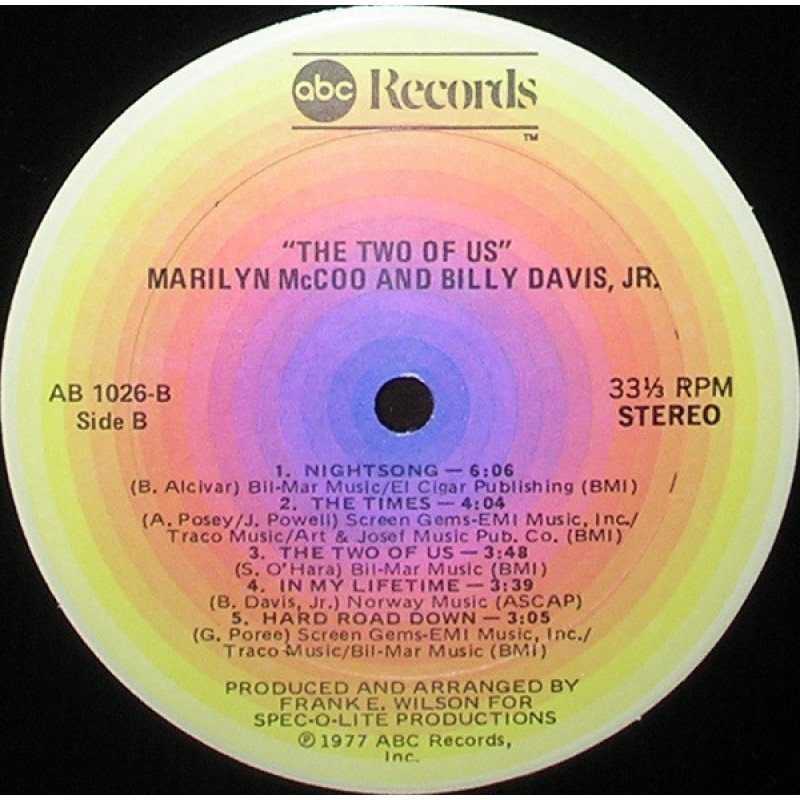 abc Records
TM
"THE TWO OF US"
MARILYN McCOO AND BILLY DAVIS, JR.
AB 1026-B
Side B
33⅓ RPM
STEREO
1. NIGHTSONG — 6:06
(B. Alcivar) Bil-Mar Music/El Cigar Publishing (BMI)
2. THE TIMES — 4:04
(A. Posey/J. Powell) Screen Gems-EMI Music, Inc./
Traco Music/Art & Josef Music Pub. Co. (BMI)
3. THE TWO OF US — 3:48
(S. O'Hara) Bil-Mar Music (BMI)
4. IN MY LIFETIME — 3:39
(B. Davis, Jr.) Norway Music (ASCAP)
5. HARD ROAD DOWN — 3:05
(G. Poree) Screen Gems-EMI Music, Inc./
Traco Music/Bil-Mar Music (BMI)
PRODUCED AND ARRANGED BY
FRANK E. WILSON FOR
SPEC-O-LITE PRODUCTIONS
℗1977 ABC Records,
Inc.